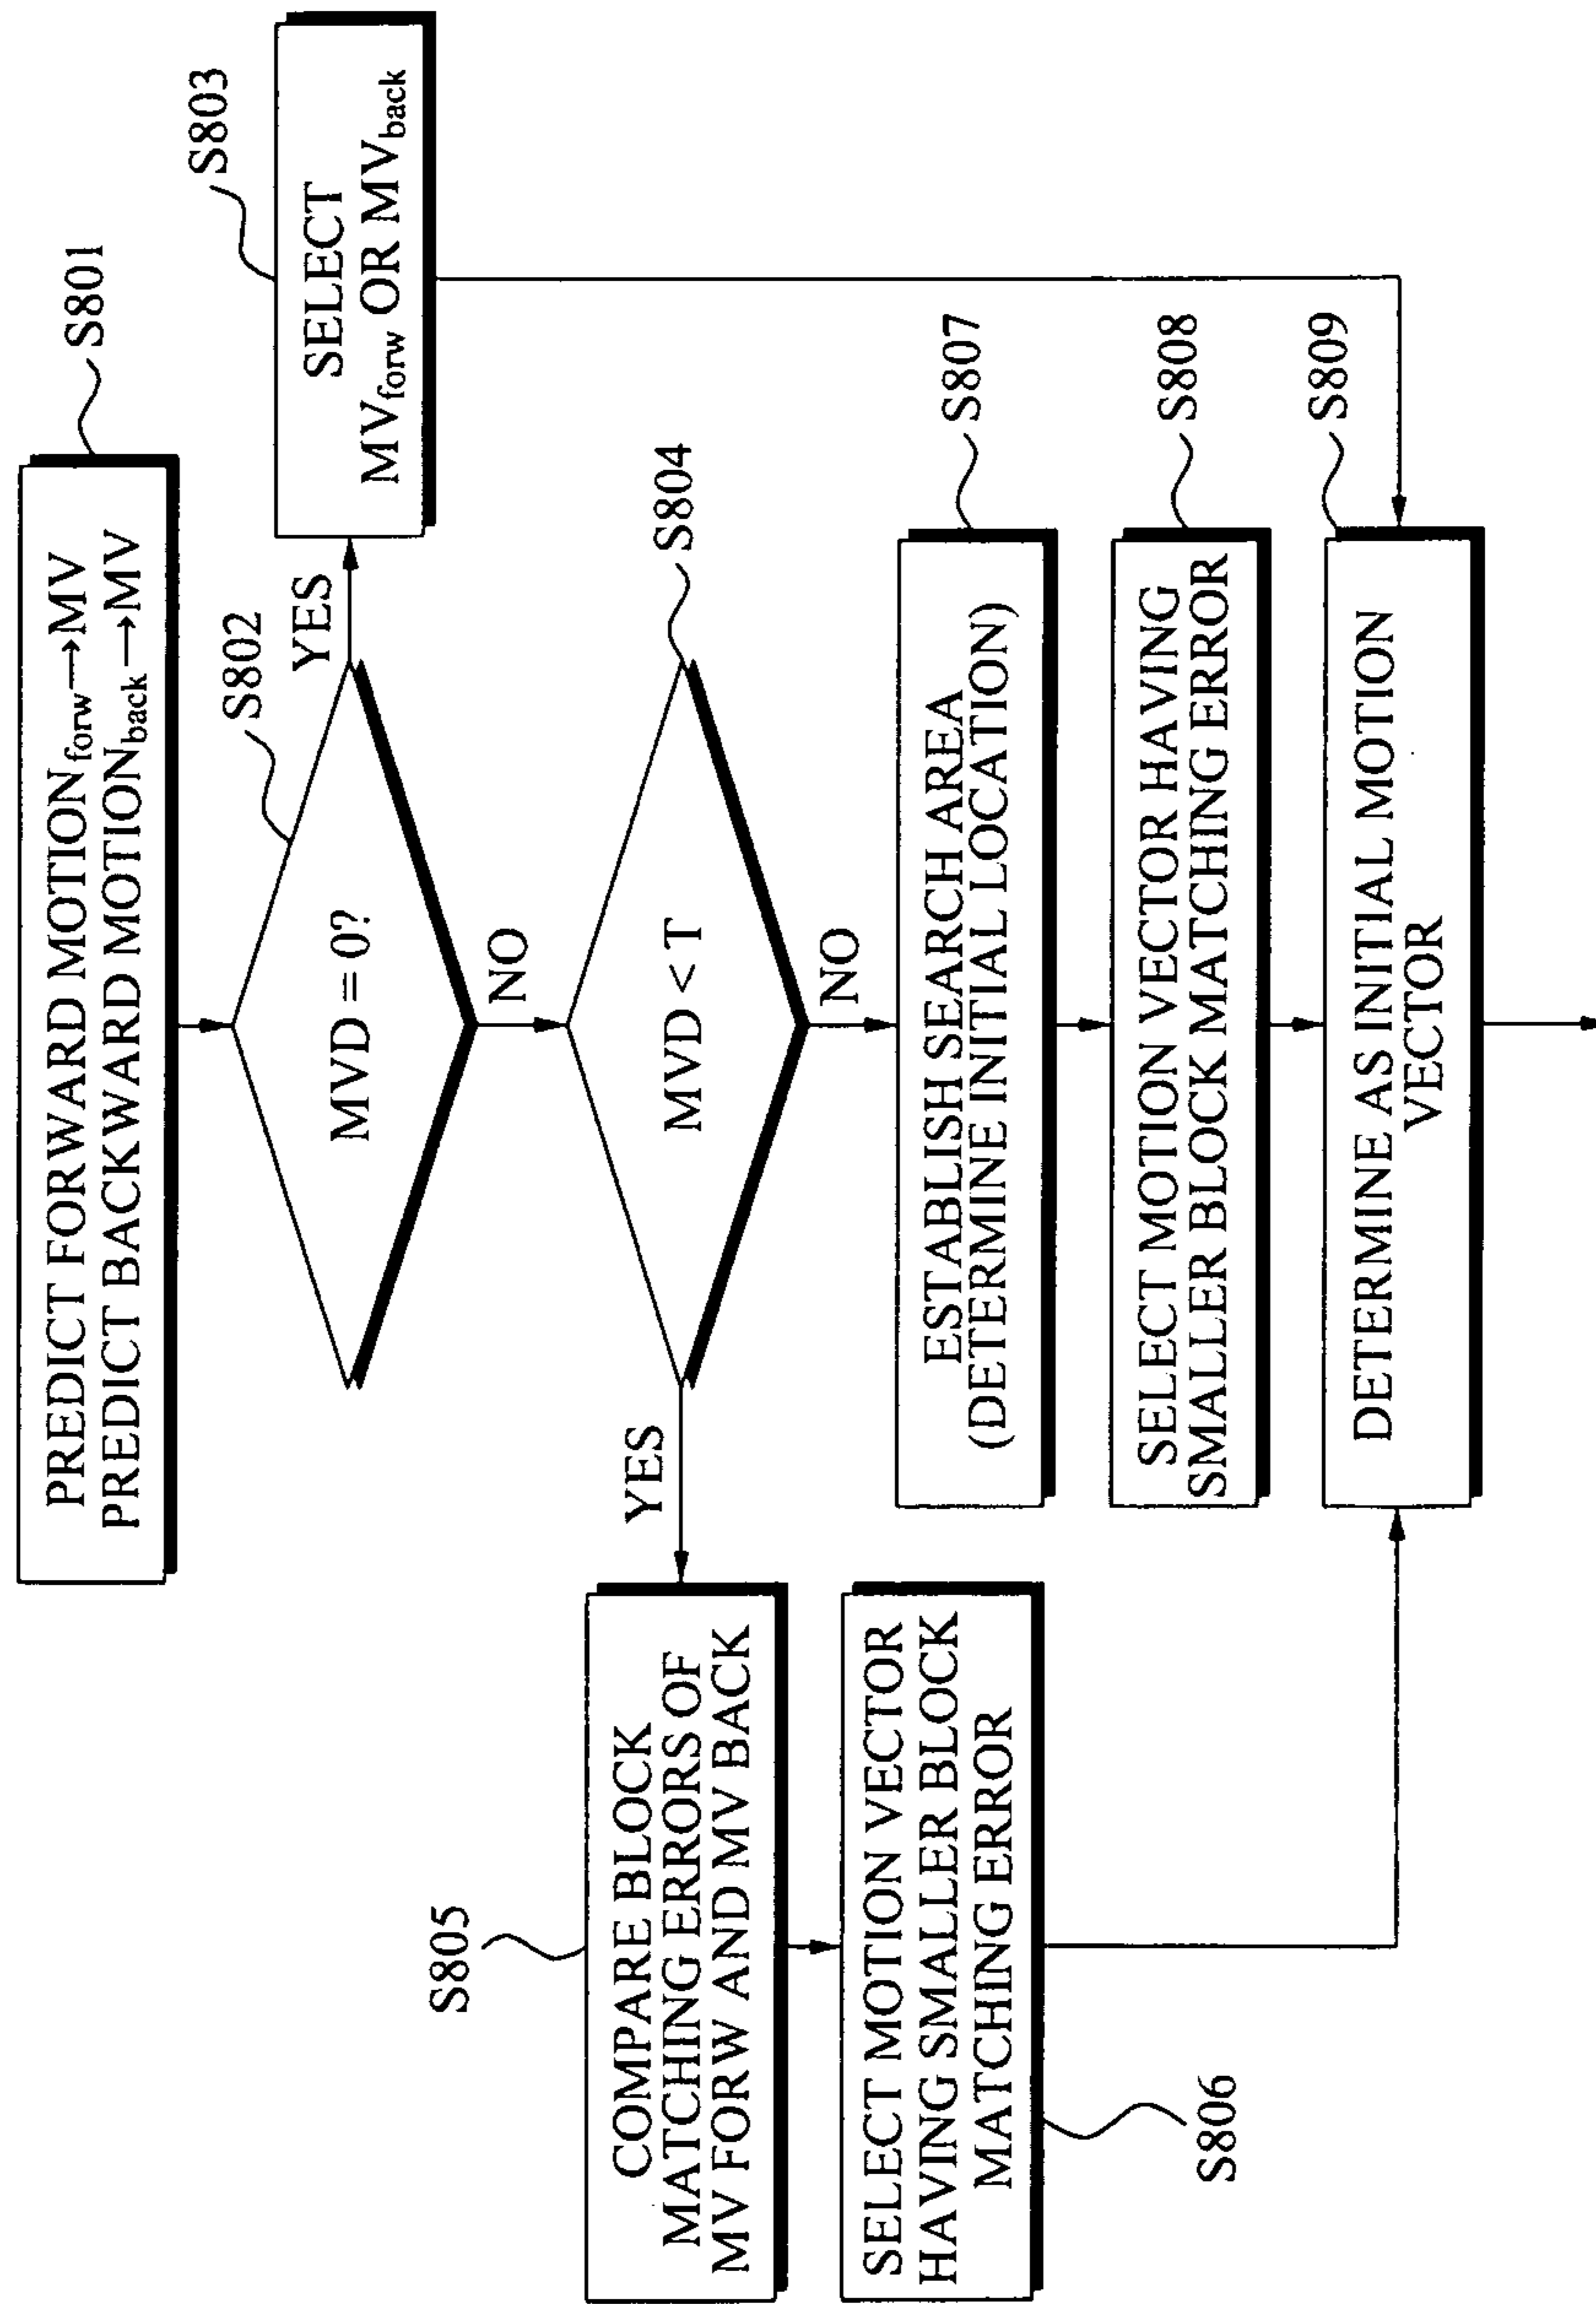 PREDICT FORWARD MOTIONforw→MV
PREDICT BACKWARD MOTIONback→MV
S801
MVD = 0?
S802
YES
SELECT
MVforw OR MVback
S803
NO
MVD < T
S804
YES
COMPARE BLOCK
MATCHING ERRORS OF
MV FORW AND MV BACK
S805
SELECT MOTION VECTOR
HAVING SMALLER BLOCK
MATCHING ERROR
S806
NO
ESTABLISH SEARCH AREA
(DETERMINE INITIAL LOCATION)
S807
SELECT MOTION VECTOR HAVING
SMALLER BLOCK MATCHING ERROR
S808
DETERMINE AS INITIAL MOTION
VECTOR
S809